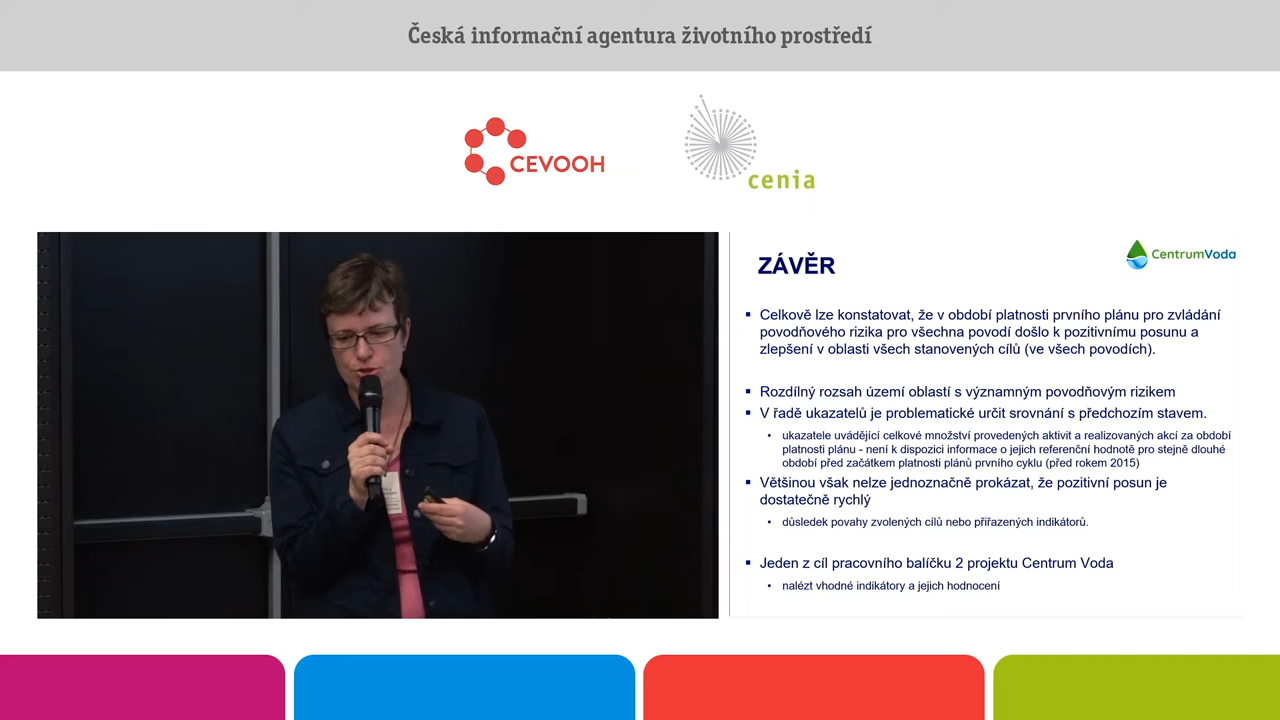 Česká informační agentura životního prostředí
CEVOOH
cenia
ZÁVĚR
CentrumVoda
▪ Celkově lze konstatovat, že v období platnosti prvního plánu pro zvládání
povodňového rizika pro všechna povodí došlo k pozitivnímu posunu a
zlepšení v oblasti všech stanovených cílů (ve všech povodích).
▪ Rozdílný rozsah území oblastí s významným povodňovým rizikem
▪ V řadě ukazatelů je problematické určit srovnání s předchozím stavem.
• ukazatele uvádějící celkové množství provedených aktivit a realizovaných akcí za období
platnosti plánu - není k dispozici informace o jejich referenční hodnotě pro stejně dlouhé
období před začátkem platnosti plánů prvního cyklu (před rokem 2015)
▪ Většinou však nelze jednoznačně prokázat, že pozitivní posun je
dostatečně rychlý
• důsledek povahy zvolených cílů nebo přiřazených indikátorů.
▪ Jeden z cíl pracovního balíčku 2 projektu Centrum Voda
• nalézt vhodné indikátory a jejich hodnocení